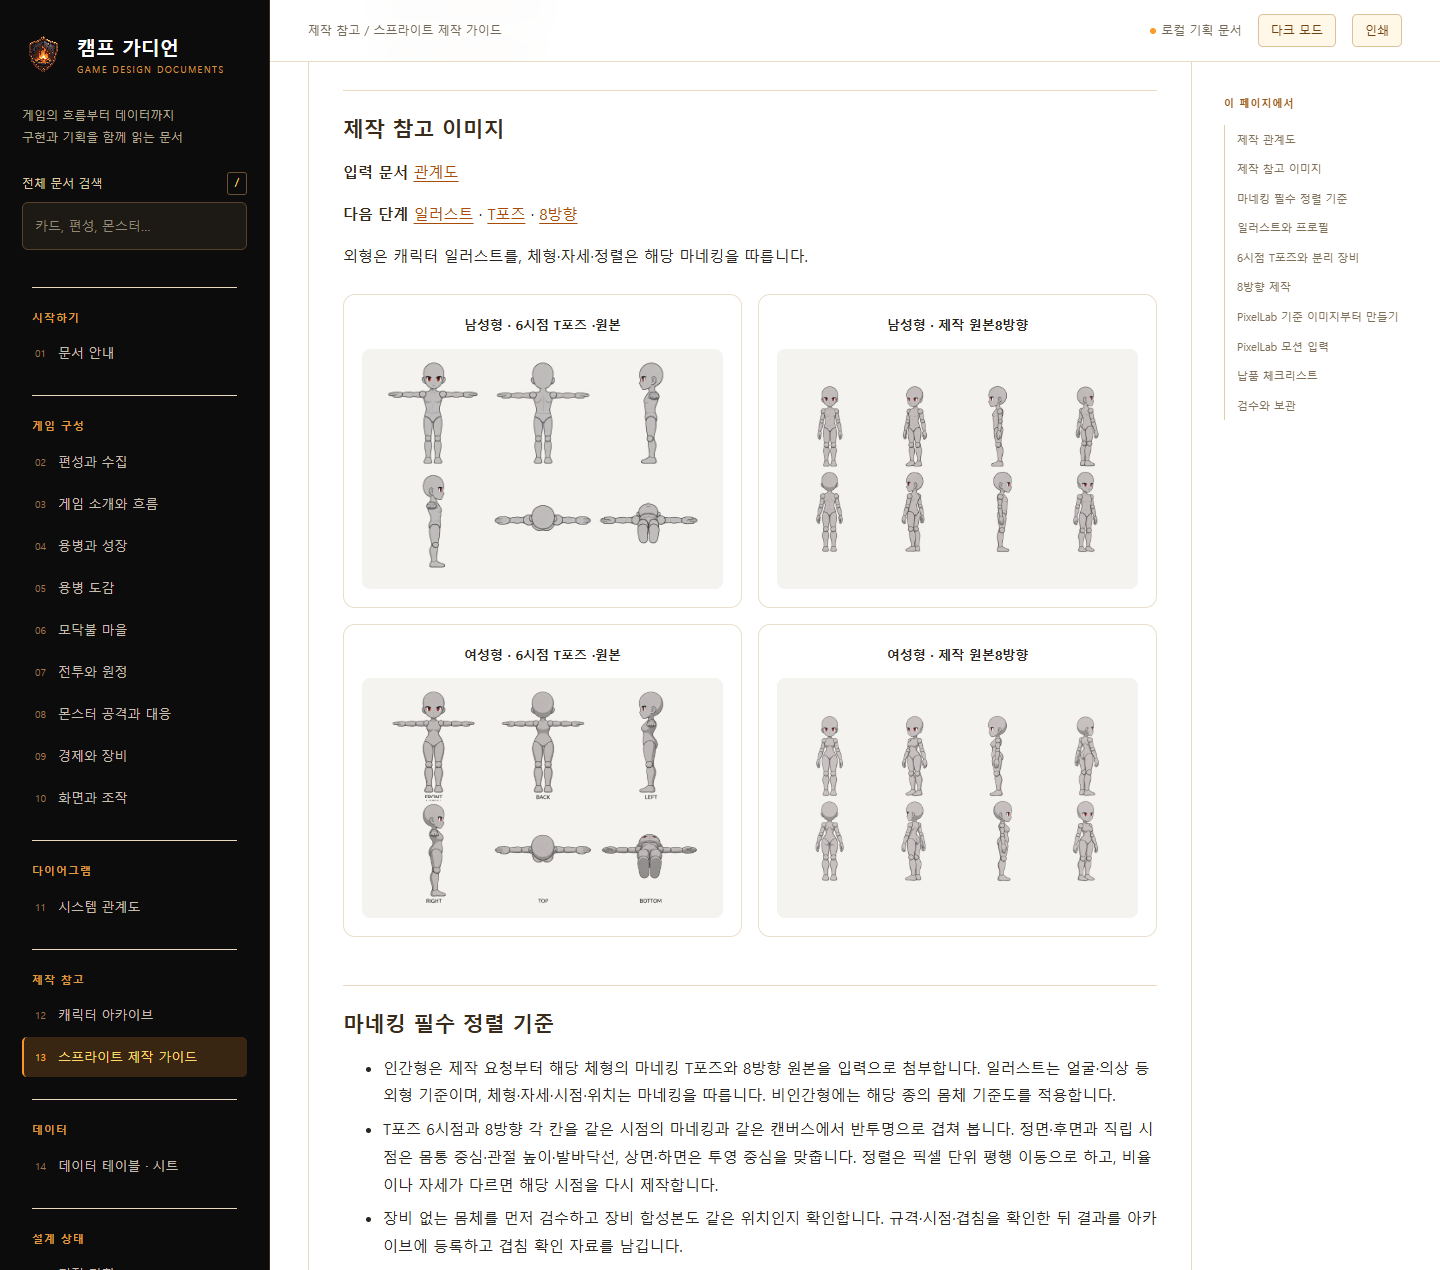 캠프 가디언
GAME DESIGN DOCUMENTS
게임의 흐름부터 데이터까지
구현과 기획을 함께 읽는 문서
전체 문서 검색
/
카드, 편성, 몬스터...
시작하기
01 문서 안내
게임 구성
02 편성과 수집
03 게임 소개와 흐름
04 용병과 성장
05 용병 도감
06 모닥불 마을
07 전투와 원정
08 몬스터 공격과 대응
09 경제와 장비
10 화면과 조작
다이어그램
11 시스템 관계도
제작 참고
12 캐릭터 아카이브
13 스프라이트 제작 가이드
데이터
14 데이터 테이블 · 시트
설계 상태
제작 참고 / 스프라이트 제작 가이드
로컬 기획 문서
다크 모드
인쇄
제작 참고 이미지
입력 문서 관계도
다음 단계 일러스트 · T포즈 · 8방향
외형은 캐릭터 일러스트를, 체형·자세·정렬은 해당 마네킹을 따릅니다.
남성형 · 6시점 T포즈 ·원본
남성형 · 제작 원본8방향
여성형 · 6시점 T포즈 ·원본
FRONT
BACK
LEFT
RIGHT
TOP
BOTTOM
여성형 · 제작 원본8방향
마네킹 필수 정렬 기준
인간형은 제작 요청부터 해당 체형의 마네킹 T포즈와 8방향 원본을 입력으로 첨부합니다. 일러스트는 얼굴·의상 등
외형 기준이며, 체형·자세·시점·위치는 마네킹을 따릅니다. 비인간형에는 해당 종의 몸체 기준도를 적용합니다.
T포즈 6시점과 8방향 각 칸을 같은 시점의 마네킹과 같은 캔버스에서 반투명으로 겹쳐 봅니다. 정면·후면과 직립 시
점은 몸통 중심·관절 높이·발바닥선, 상면·하면은 투영 중심을 맞춥니다. 정렬은 픽셀 단위 평행 이동으로 하고, 비율
이나 자세가 다르면 해당 시점을 다시 제작합니다.
장비 없는 몸체를 먼저 검수하고 장비 합성본도 같은 위치인지 확인합니다. 규격·시점·겹침을 확인한 뒤 결과를 아카
이브에 등록하고 겹침 확인 자료를 남깁니다.
이 페이지에서
제작 관계도
제작 참고 이미지
마네킹 필수 정렬 기준
일러스트와 프로필
6시점 T포즈와 분리 장비
8방향 제작
PixelLab 기준 이미지부터 만들기
PixelLab 모션 입력
납품 체크리스트
검수와 보관